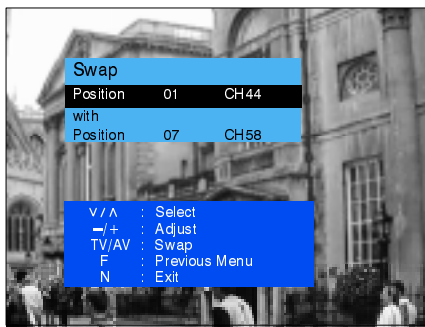 Swap
Position 01 CH44
with
Position 07 CH58
∨/∧ : Select
−/+ : Adjust
TV/AV : Swap
F : Previous Menu
N : Exit